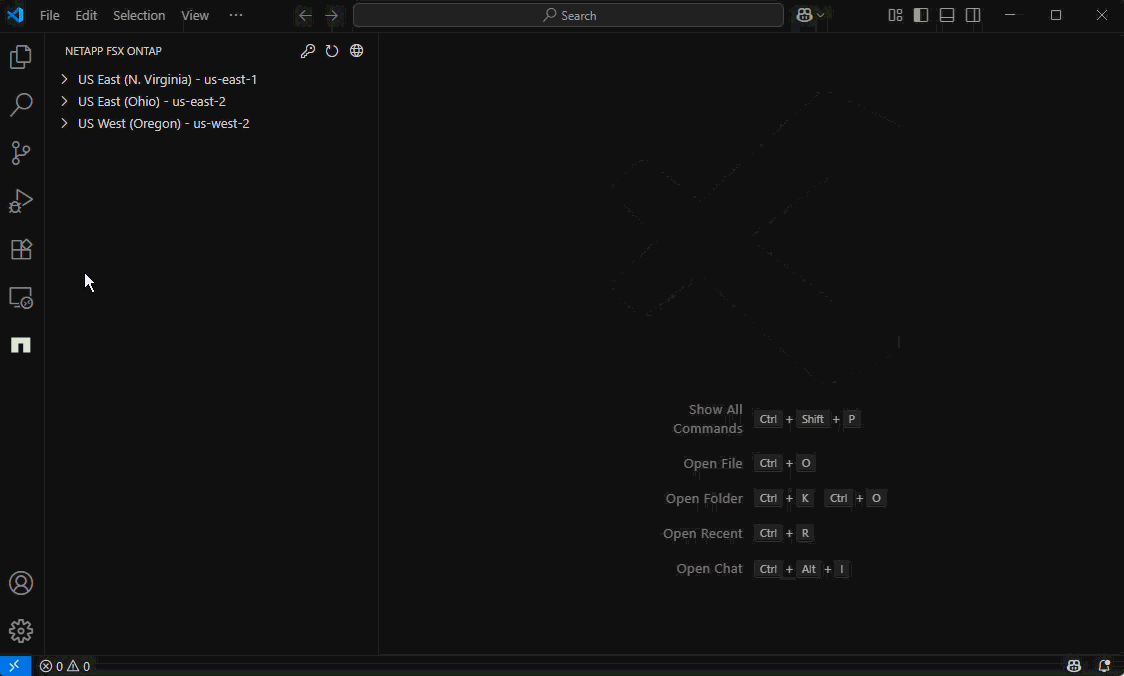 File Edit Selection View ··· Search
NETAPP FSX ONTAP
US East (N. Virginia) - us-east-1
US East (Ohio) - us-east-2
US West (Oregon) - us-west-2
Show All
Commands
Ctrl + Shift + P
Open File Ctrl + O
Open Folder Ctrl + K Ctrl + O
Open Recent Ctrl + R
Open Chat Ctrl + Alt + I
0 0